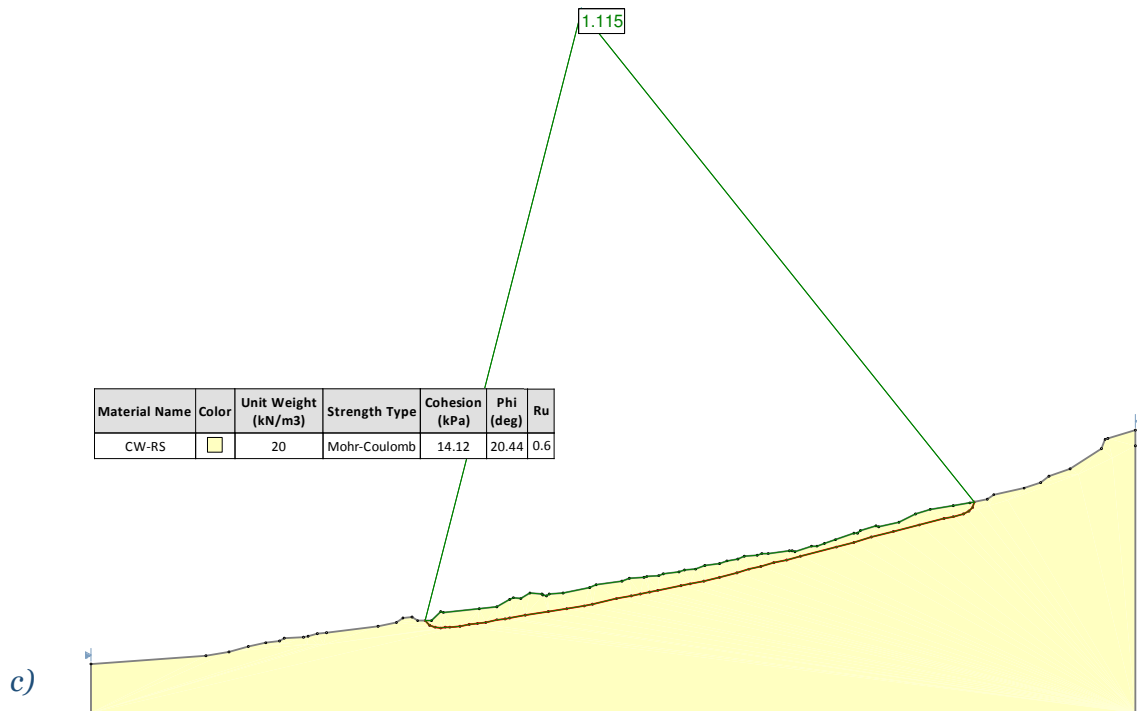 1.115
Material Name Color Unit Weight (kN/m3) Strength Type Cohesion (kPa) Phi (deg) Ru
CW-RS 20 Mohr-Coulomb 14.12 20.44 0.6
c)